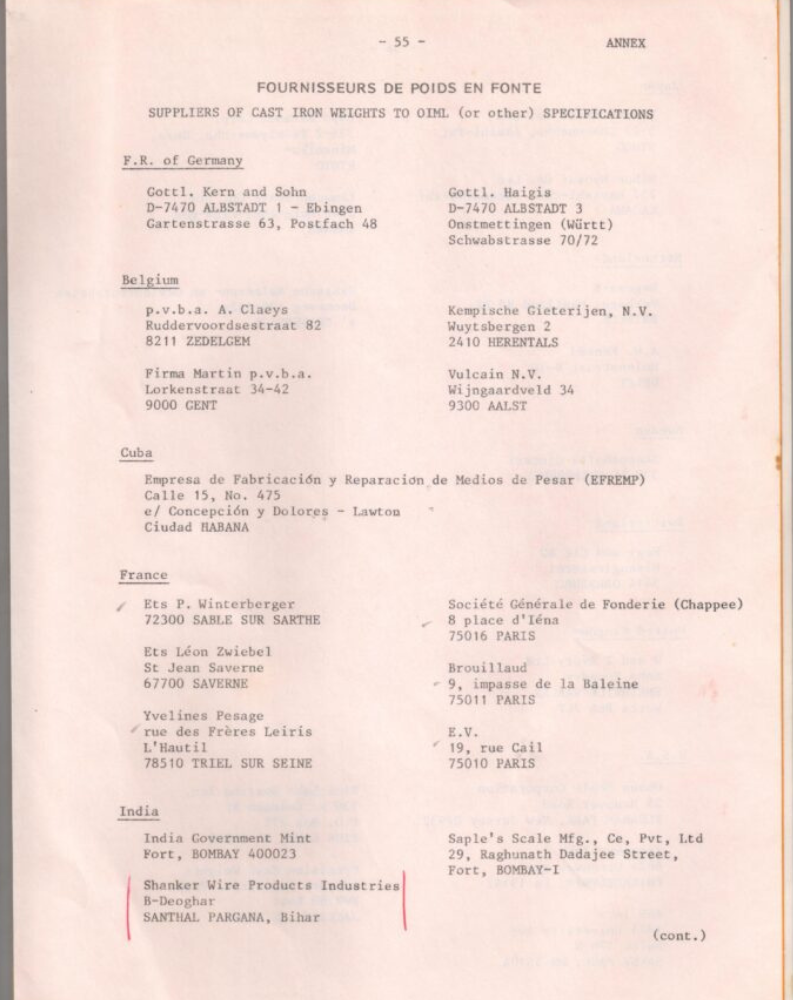 - 55 -
ANNEX
FOURNISSEURS DE POIDS EN FONTE
SUPPLIERS OF CAST IRON WEIGHTS TO OIML (or other) SPECIFICATIONS
F.R. of Germany
Gottl. Kern and Sohn
D-7470 ALBSTADT 1 - Ebingen
Gartenstrasse 63, Postfach 48
Gottl. Haigis
D-7470 ALBSTADT 3
Onstmettingen (Württ)
Schwabstrasse 70/72
Belgium
p.v.b.a. A. Claeys
Ruddervoordsestraat 82
8211 ZEDELGEM
Kempische Gieterijen, N.V.
Wuytsbergen 2
2410 HERENTALS
Firma Martin p.v.b.a.
Lorkenstraat 34-42
9000 GENT
Vulcain N.V.
Wijngaardveld 34
9300 AALST
Cuba
Empresa de Fabricación y Reparación de Medios de Pesar (EFREMP)
Calle 15, No. 475
e/ Concepción y Dolores - Lawton
Ciudad HABANA
France
Ets P. Winterberger
72300 SABLE SUR SARTHE
Ets Léon Zwiebel
St Jean Saverne
67700 SAVERNE
Yvelines Pesage
rue des Frères Leiris
L'Hautil
78510 TRIEL SUR SEINE
Société Générale de Fonderie (Chappee)
8 place d'Iéna
75016 PARIS
Brouillaud
9, impasse de la Baleine
75011 PARIS
E.V.
19, rue Cail
75010 PARIS
India
India Government Mint
Fort, BOMBAY 400023
Shanker Wire Products Industries
B-Deoghar
SANTHAL PARGANA, Bihar
Saple's Scale Mfg., Ce, Pvt, Ltd
29, Raghunath Dadajee Street,
Fort, BOMBAY-I
(cont.)